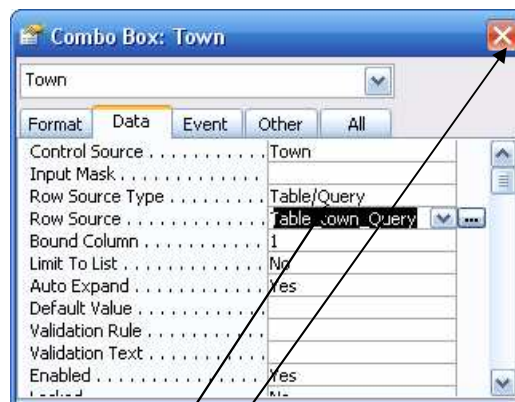 Combo Box: Town
Town
Format Data Event Other All
Control Source . . . . . . . . . . . Town
Input Mask . . . . . . . . . . . . . .
Row Source Type . . . . . . . . . Table/Query
Row Source . . . . . . . . . . . . . Table_town_Query ...
Bound Column . . . . . . . . . . . 1
Limit To List . . . . . . . . . . . . . No
Auto Expand . . . . . . . . . . . . Yes
Default Value . . . . . . . . . . . .
Validation Rule . . . . . . . . . . .
Validation Text . . . . . . . . . . .
Enabled . . . . . . . . . . . . . . . . Yes